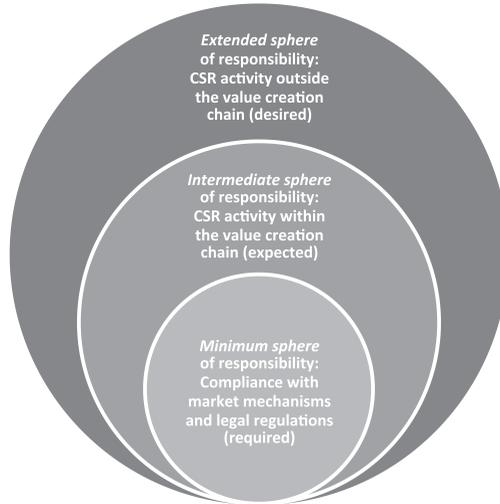 Extended sphere
of responsibility:
CSR activity outside
the value creation
chain (desired)
Intermediate sphere
of responsibility:
CSR activity within
the value creation
chain (expected)
Minimum sphere
of responsibility:
Compliance with
market mechanisms
and legal regulations
(required)